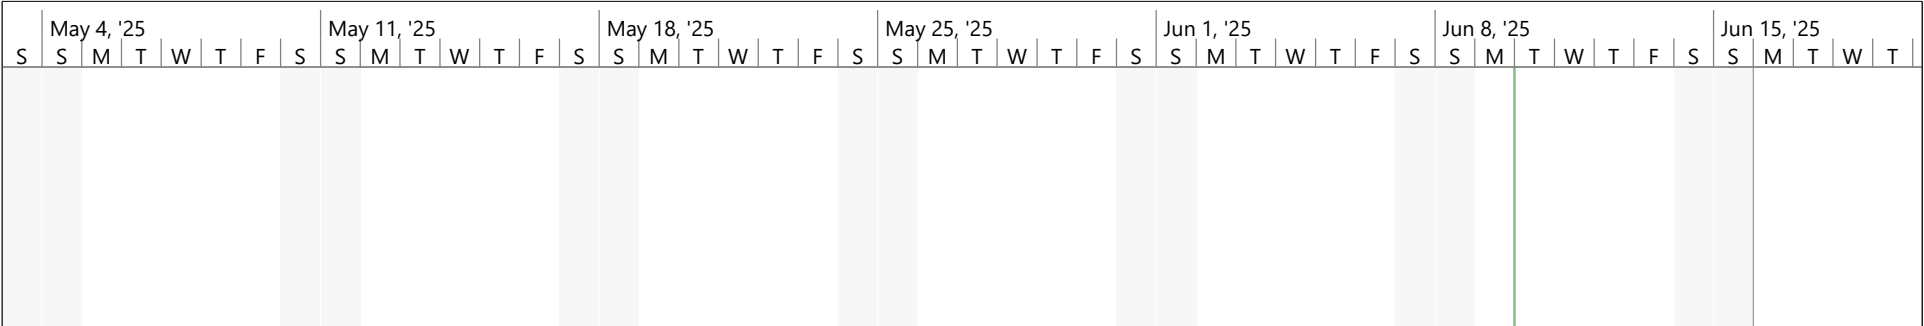 May 4, '25 May 11, '25 May 18, '25 May 25, '25 Jun 1, '25 Jun 8, '25 Jun 15, '25
S S M T W T F S S M T W T F S S M T W T F S S M T W T F S S M T W T F S S M T W T F S S M T W T